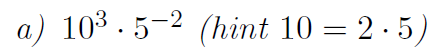 a) 10³ · 5⁻² (hint 10 = 2 · 5)